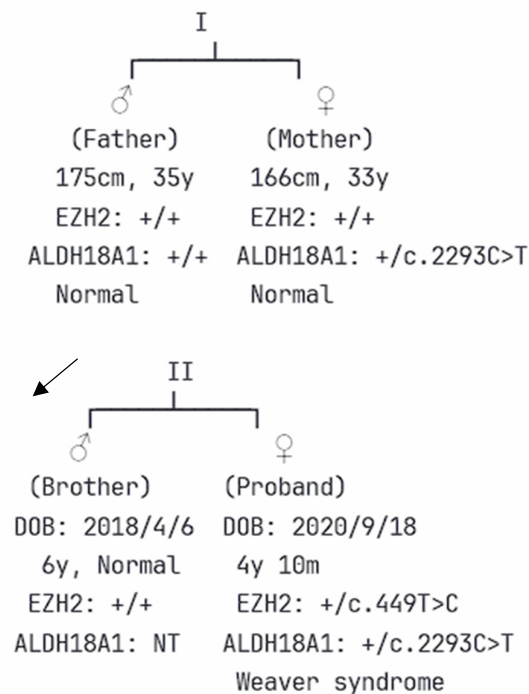 I
♂ ♀
(Father) (Mother)
175cm, 35y 166cm, 33y
EZH2: +/+ EZH2: +/+
ALDH18A1: +/+ ALDH18A1: +/c.2293C>T
Normal Normal
II
♂ ♀
(Brother) (Proband)
DOB: 2018/4/6 DOB: 2020/9/18
6y, Normal 4y 10m
EZH2: +/+ EZH2: +/c.449T>C
ALDH18A1: NT ALDH18A1: +/c.2293C>T
Weaver syndrome